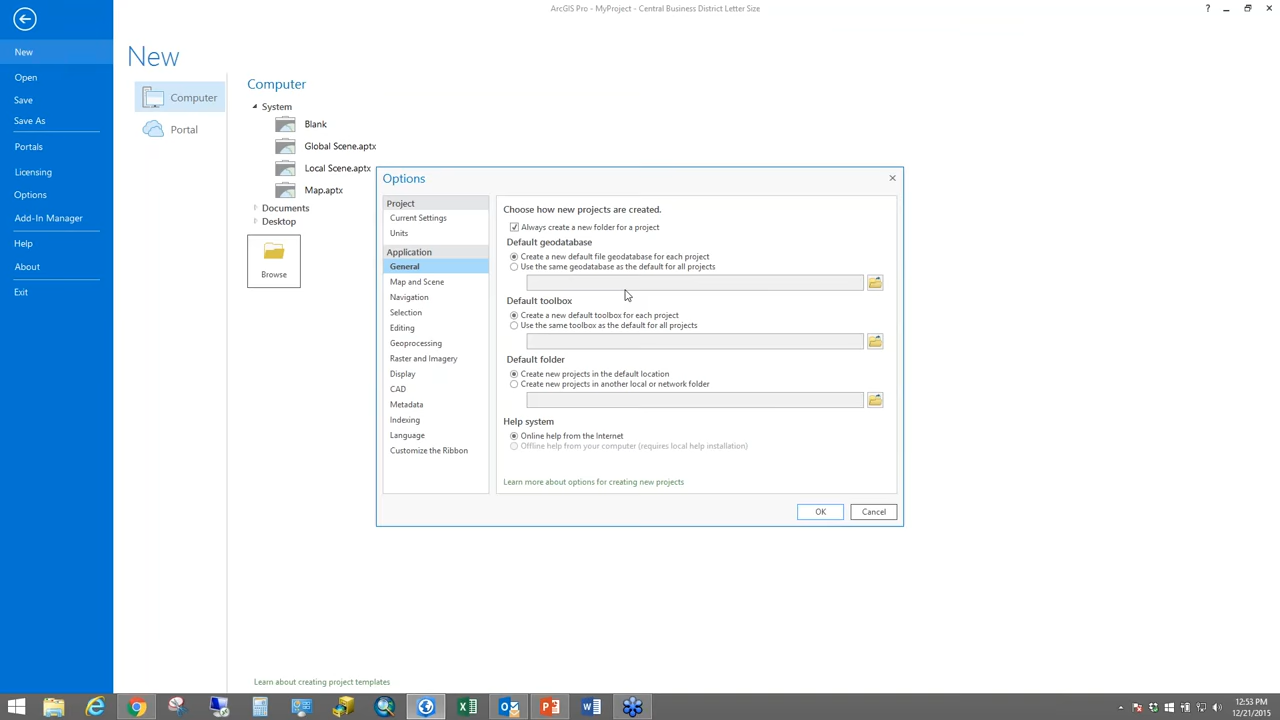 ArcGIS Pro - MyProject - Central Business District Letter Size
?
New
Open
Save
Save As
Portals
Licensing
Options
Add-In Manager
Help
About
Exit
New
Computer
Portal
Computer
System
Blank
Global Scene.aptx
Local Scene.aptx
Map.aptx
Documents
Desktop
Browse
Learn about creating project templates
Options
Project
Current Settings
Units
Application
General
Map and Scene
Navigation
Selection
Editing
Geoprocessing
Raster and Imagery
Display
CAD
Metadata
Indexing
Language
Customize the Ribbon
Choose how new projects are created.
Always create a new folder for a project
Default geodatabase
Create a new default file geodatabase for each project
Use the same geodatabase as the default for all projects
Default toolbox
Create a new default toolbox for each project
Use the same toolbox as the default for all projects
Default folder
Create new projects in the default location
Create new projects in another local or network folder
Help system
Online help from the Internet
Offline help from your computer (requires local help installation)
Learn more about options for creating new projects
OK
Cancel
12:53 PM
12/21/2015